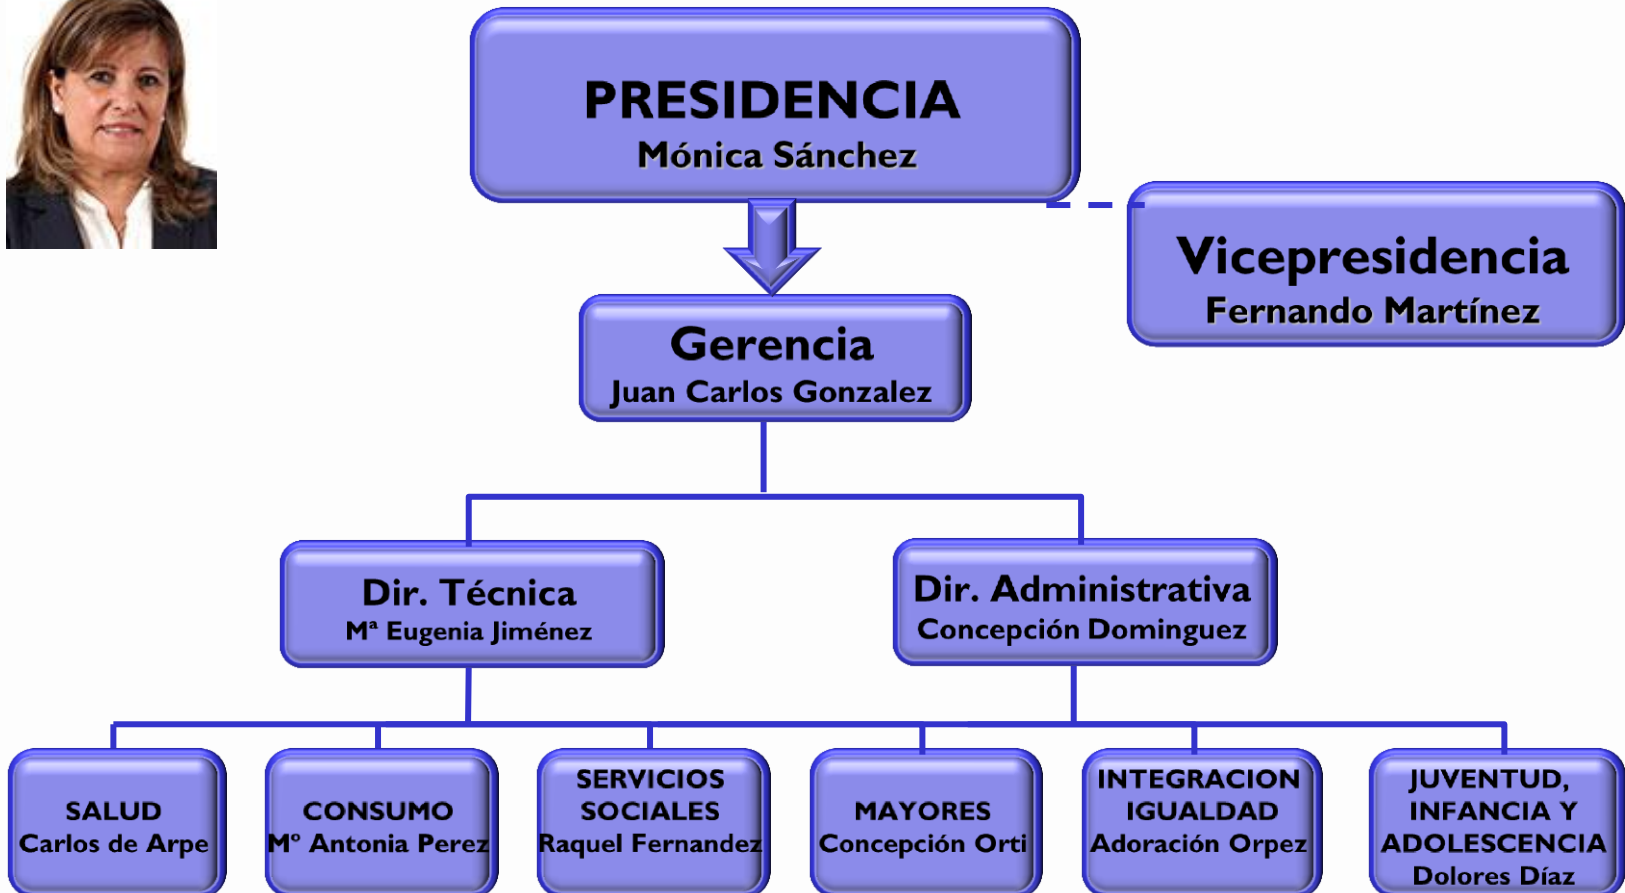 PRESIDENCIA
Mónica Sánchez
Vicepresidencia
Fernando Martínez
Gerencia
Juan Carlos Gonzalez
Dir. Técnica
Mª Eugenia Jiménez
Dir. Administrativa
Concepción Dominguez
SALUD
Carlos de Arpe
CONSUMO
Mº Antonia Perez
SERVICIOS
SOCIALES
Raquel Fernandez
MAYORES
Concepción Orti
INTEGRACION
IGUALDAD
Adoración Orpez
JUVENTUD,
INFANCIA Y
ADOLESCENCIA
Dolores Díaz